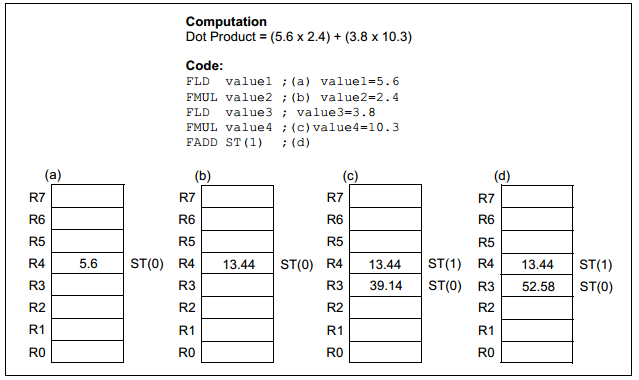 Computation
Dot Product = (5.6 x 2.4) + (3.8 x 10.3)
Code:
FLD value1 ;(a) value1=5.6
FMUL value2 ;(b) value2=2.4
FLD value3 ; value3=3.8
FMUL value4 ;(c)value4=10.3
FADD ST(1) ;(d)
(a) (b) (c) (d)
R7 R7 R7 R7
R6 R6 R6 R6
R5 R5 R5 R5
R4 5.6 ST(0) R4 13.44 ST(0) R4 13.44 ST(1) R4 13.44 ST(1)
R3 R3 R3 39.14 ST(0) R3 52.58 ST(0)
R2 R2 R2 R2
R1 R1 R1 R1
R0 R0 R0 R0